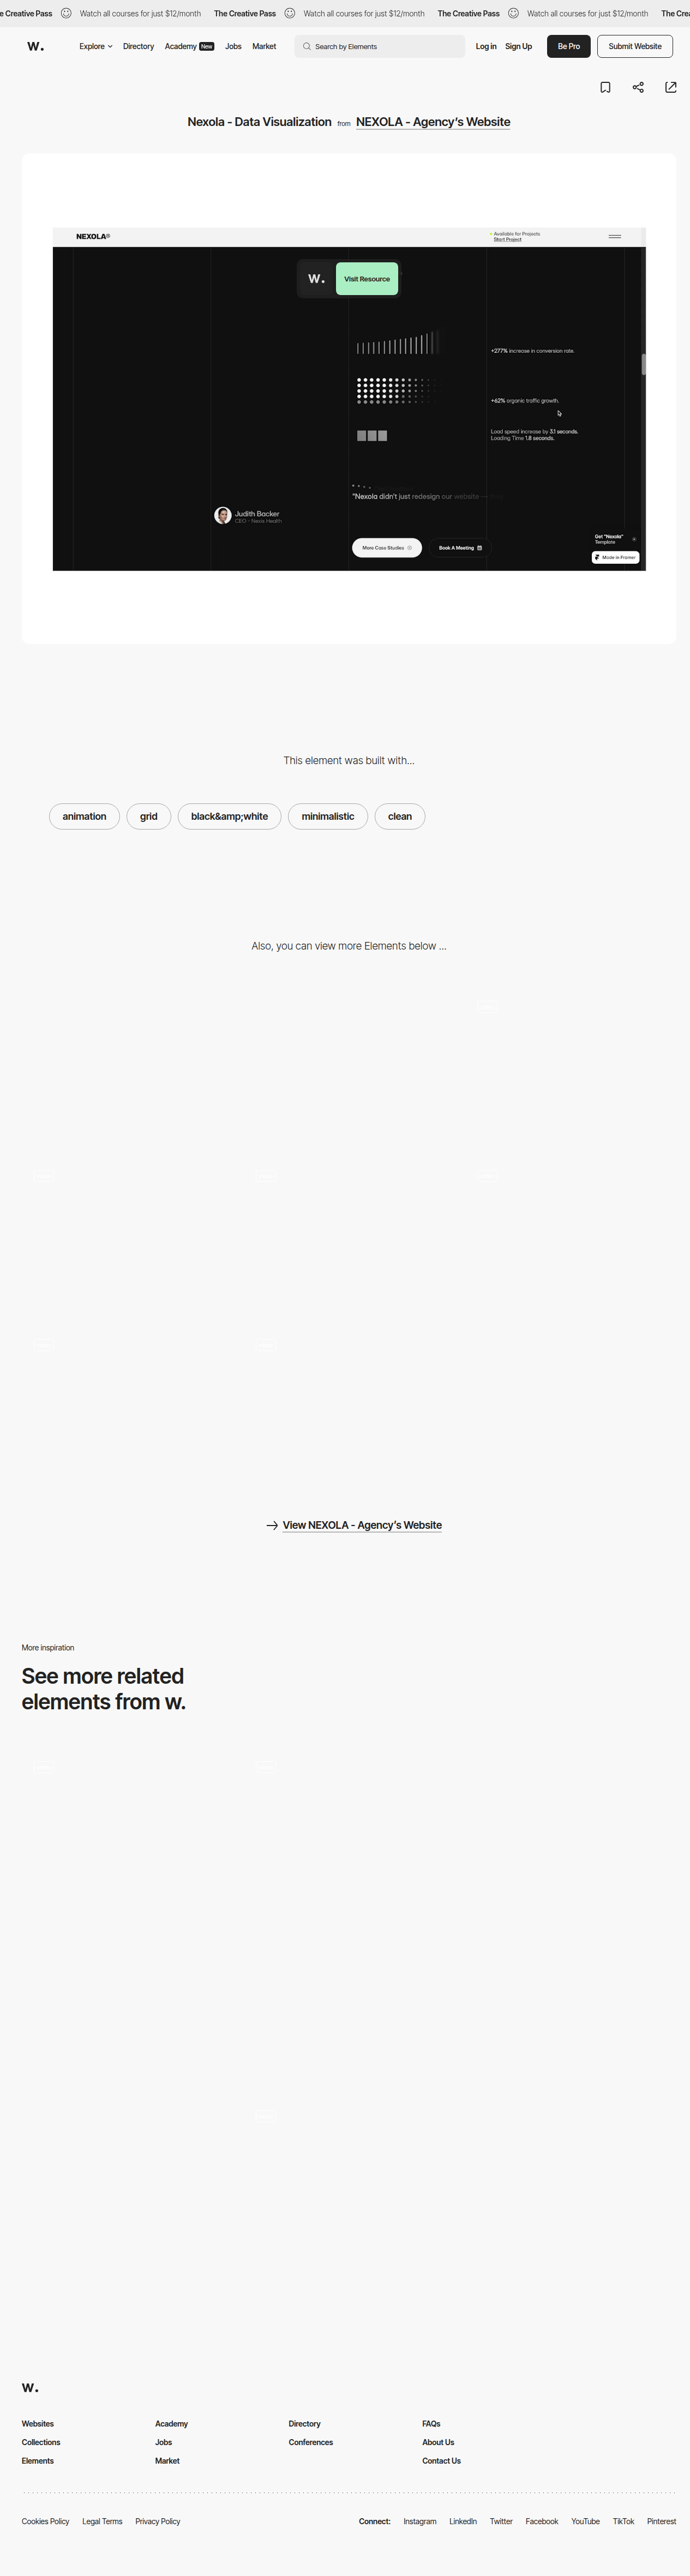 e Creative Pass Watch all courses for just $12/month The Creative Pass Watch all courses for just $12/month The Creative Pass Watch all courses for just $12/month The Crea
W. Explore Directory Academy New Jobs Market Search by Elements Log in Sign Up Be Pro Submit Website
Nexola - Data Visualization from NEXOLA - Agency's Website
NEXOLA®
Available for Projects
Start Project
W. Visit Resource
+277% increase in conversion rate.
+62% organic traffic growth.
Load speed increase by 3.1 seconds.
Loading Time 1.8 seconds.
"Nexola didn't just redesign our website—
Judith Backer
CEO - Nexis Health
More Case Studies
Book A Meeting
Get "Nexola"
Template
Made in Framer
This element was built with...
animation grid black&amp;white minimalistic clean
Also, you can view more Elements below ...
View NEXOLA - Agency's Website
More inspiration
See more related
elements from w.
W.
Websites Academy Directory FAQs
Collections Jobs Conferences About Us
Elements Market Contact Us
Cookies Policy Legal Terms Privacy Policy Connect: Instagram LinkedIn Twitter Facebook YouTube TikTok Pinterest